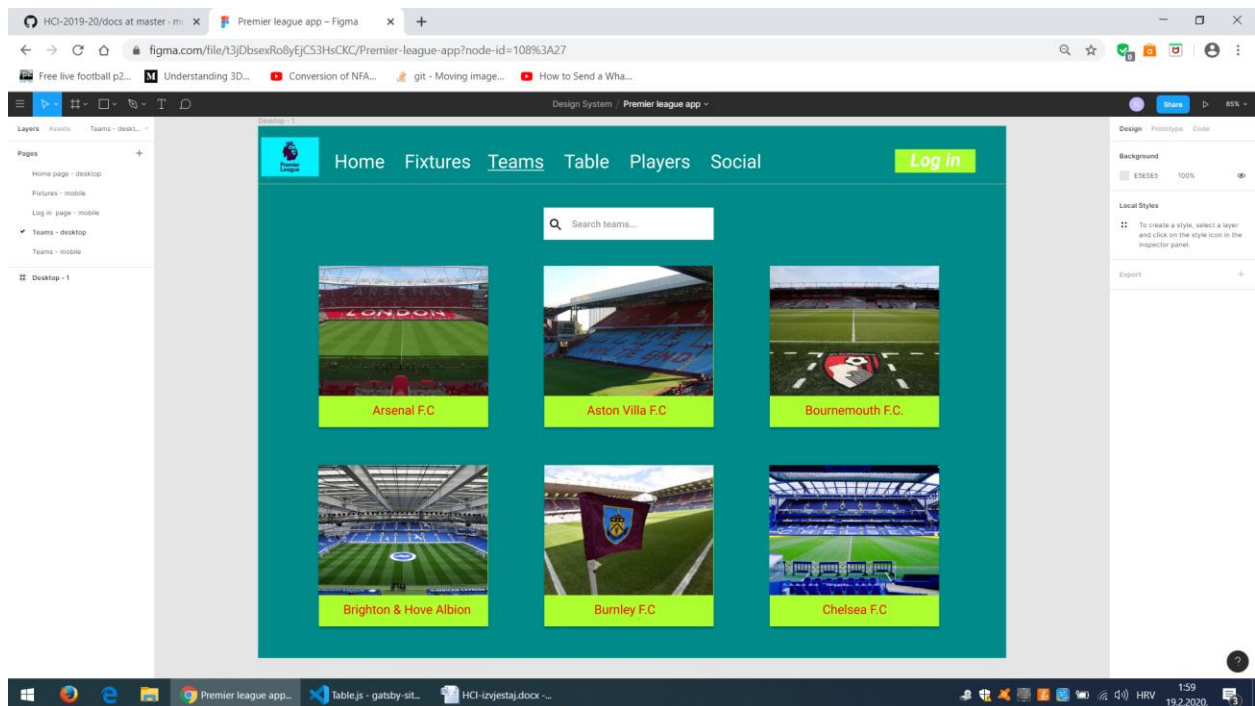 HCI-2019-20/docs at master · mc
Premier league app – Figma
figma.com/file/t3jDbsexRo8yEjC53HsCKC/Premier-league-app?node-id=108%3A27
Free live football p2...
M Understanding 3D...
Conversion of NFA...
git - Moving image...
How to Send a Wha...
Design System / Premier league app
N
Share
85%
Layers Assets Teams - deskt...
Pages
Home page - desktop
Fixtures - mobile
Log in page - mobile
Teams - desktop
Teams - mobile
Desktop - 1
Desktop - 1
Premier
League
Home Fixtures Teams Table Players Social Log in
Search teams...
LONDON
Arsenal F.C
Aston Villa F.C
Bournemouth F.C.
Brighton & Hove Albion
Burnley F.C
Chelsea F.C
Design Prototype Code
Background
E5E5E5 100%
Local Styles
To create a style, select a layer
and click on the style icon in the
inspector panel.
Export
?
Premier league app...
Table.js - gatsby-sit...
HCI-izvjestaj.docx -...
HRV
1:59
19.2.2020.
3